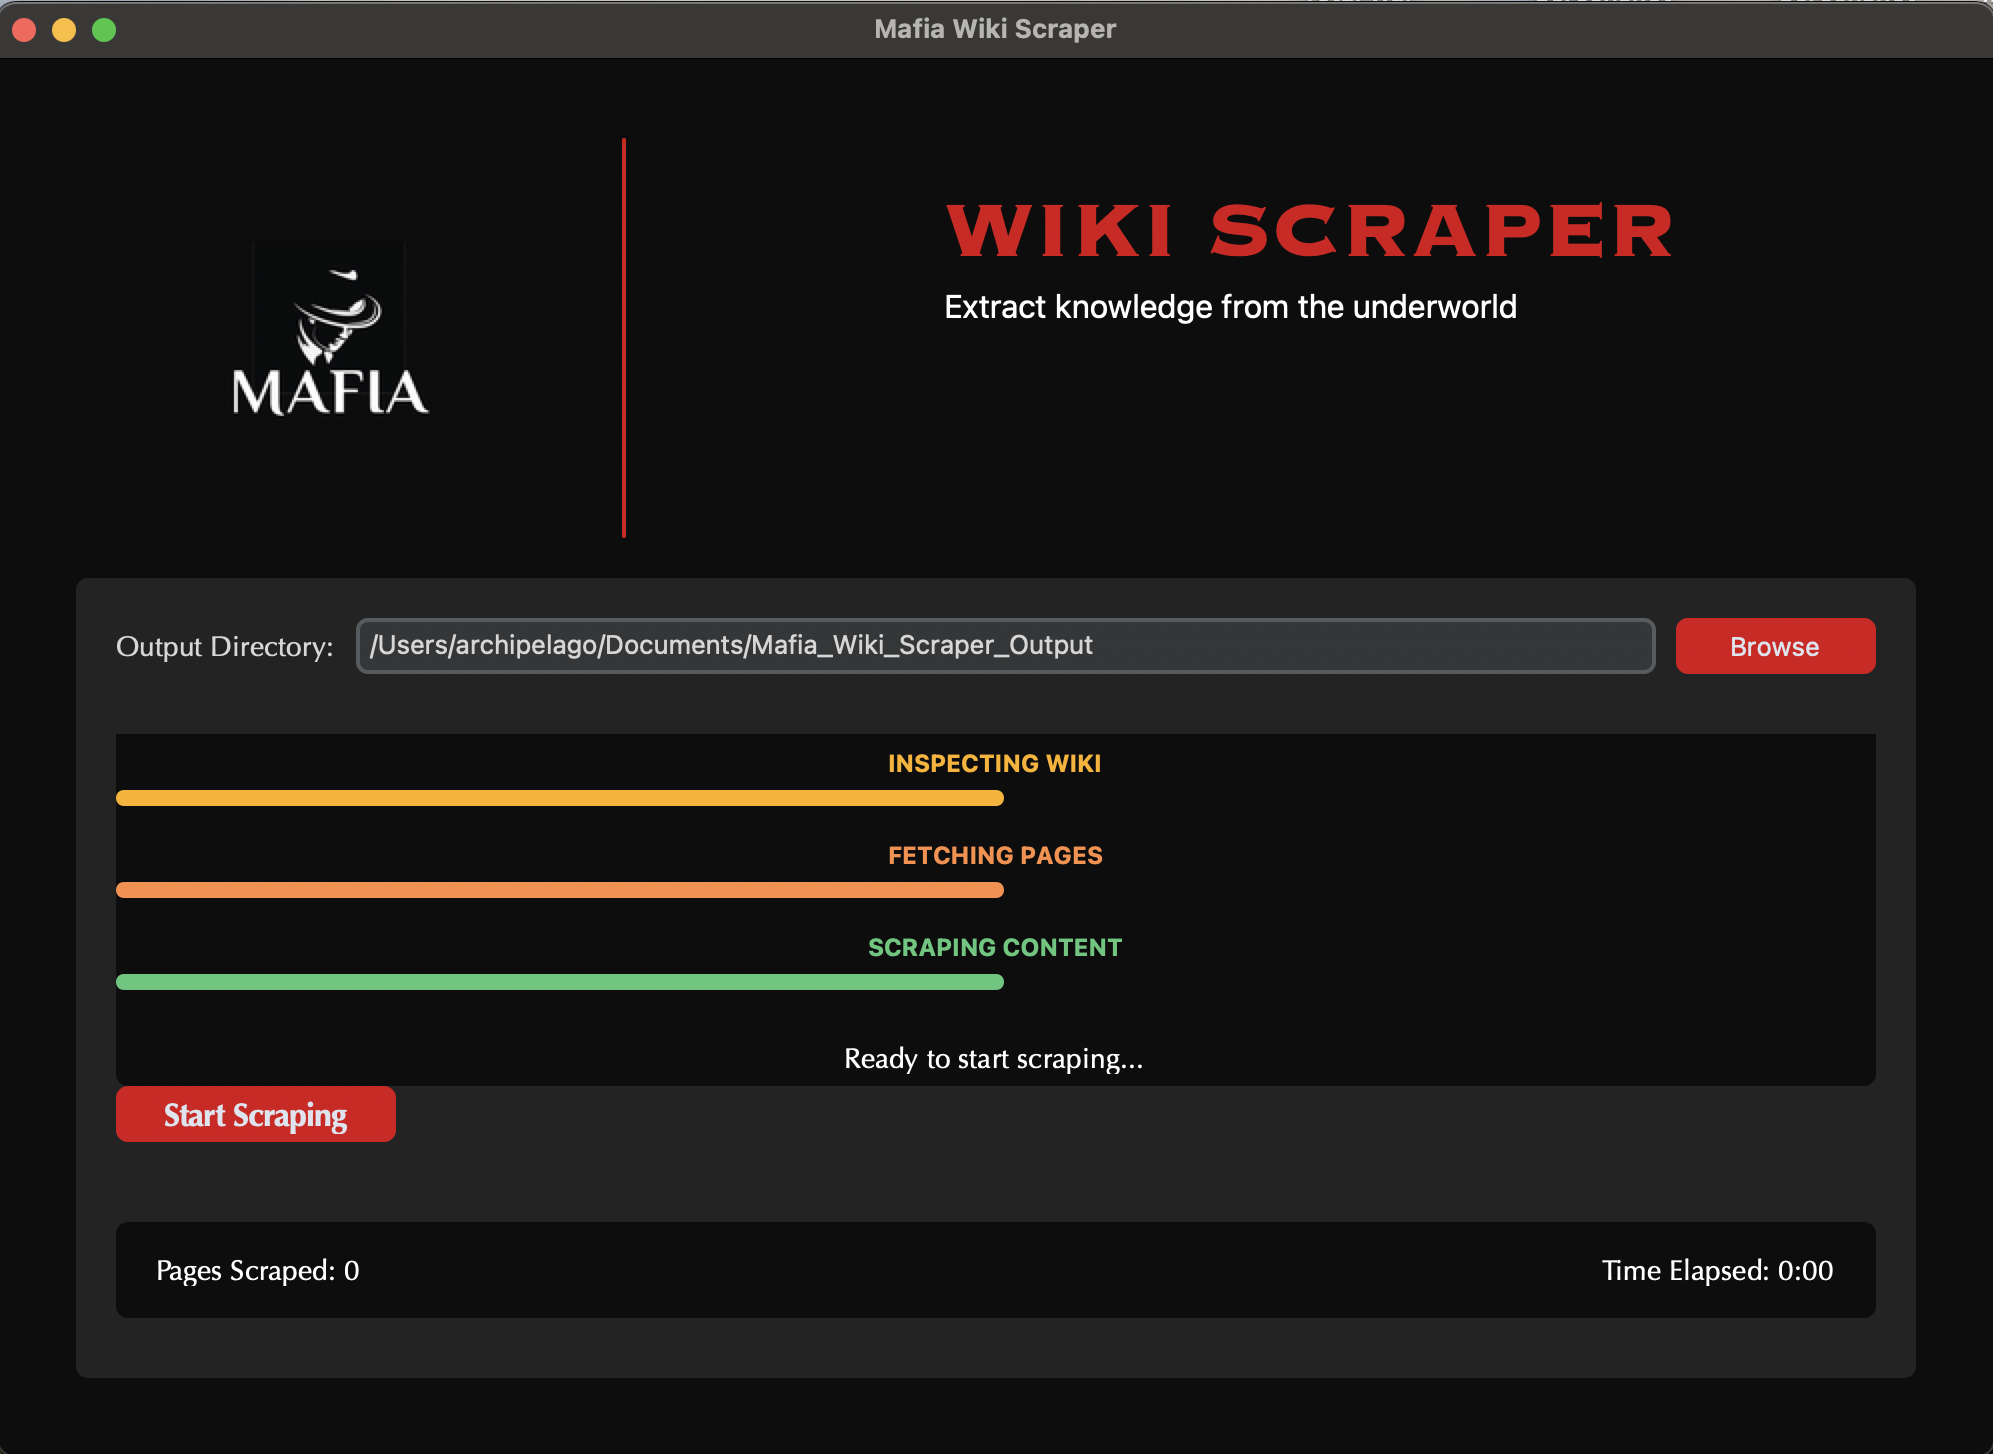 Mafia Wiki Scraper
MAFIA
WIKI SCRAPER
Extract knowledge from the underworld
Output Directory: /Users/archipelago/Documents/Mafia_Wiki_Scraper_Output Browse
INSPECTING WIKI
FETCHING PAGES
SCRAPING CONTENT
Ready to start scraping...
Start Scraping
Pages Scraped: 0 Time Elapsed: 0:00